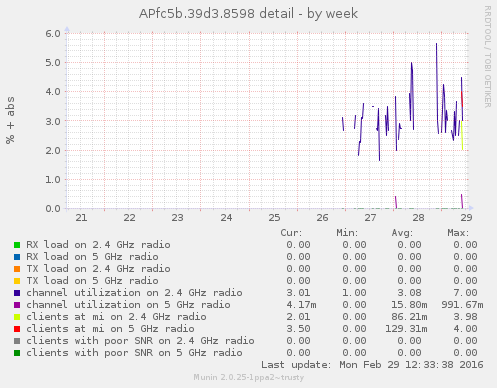 APfc5b.39d3.8598 detail - by week
RRDTOOL / TOBI OETIKER
% + abs
6.0
5.0
4.0
3.0
2.0
1.0
0.0
21 22 23 24 25 26 27 28 29
Cur: Min: Avg: Max:
RX load on 2.4 GHz radio 0.00 0.00 0.00 0.00
RX load on 5 GHz radio 0.00 0.00 0.00 0.00
TX load on 2.4 GHz radio 0.00 0.00 0.00 0.00
TX load on 5 GHz radio 0.00 0.00 0.00 0.00
channel utilization on 2.4 GHz radio 3.01 1.00 3.08 7.00
channel utilization on 5 GHz radio 4.17m 0.00 15.80m 991.67m
clients at mi on 2.4 GHz radio 2.01 0.00 86.21m 3.98
clients at mi on 5 GHz radio 3.50 0.00 129.31m 4.00
clients with poor SNR on 2.4 GHz radio 0.00 0.00 0.00 0.00
clients with poor SNR on 5 GHz radio 0.00 0.00 0.00 0.00
Last update: Mon Feb 29 12:33:38 2016
Munin 2.0.25-1ppa2~trusty